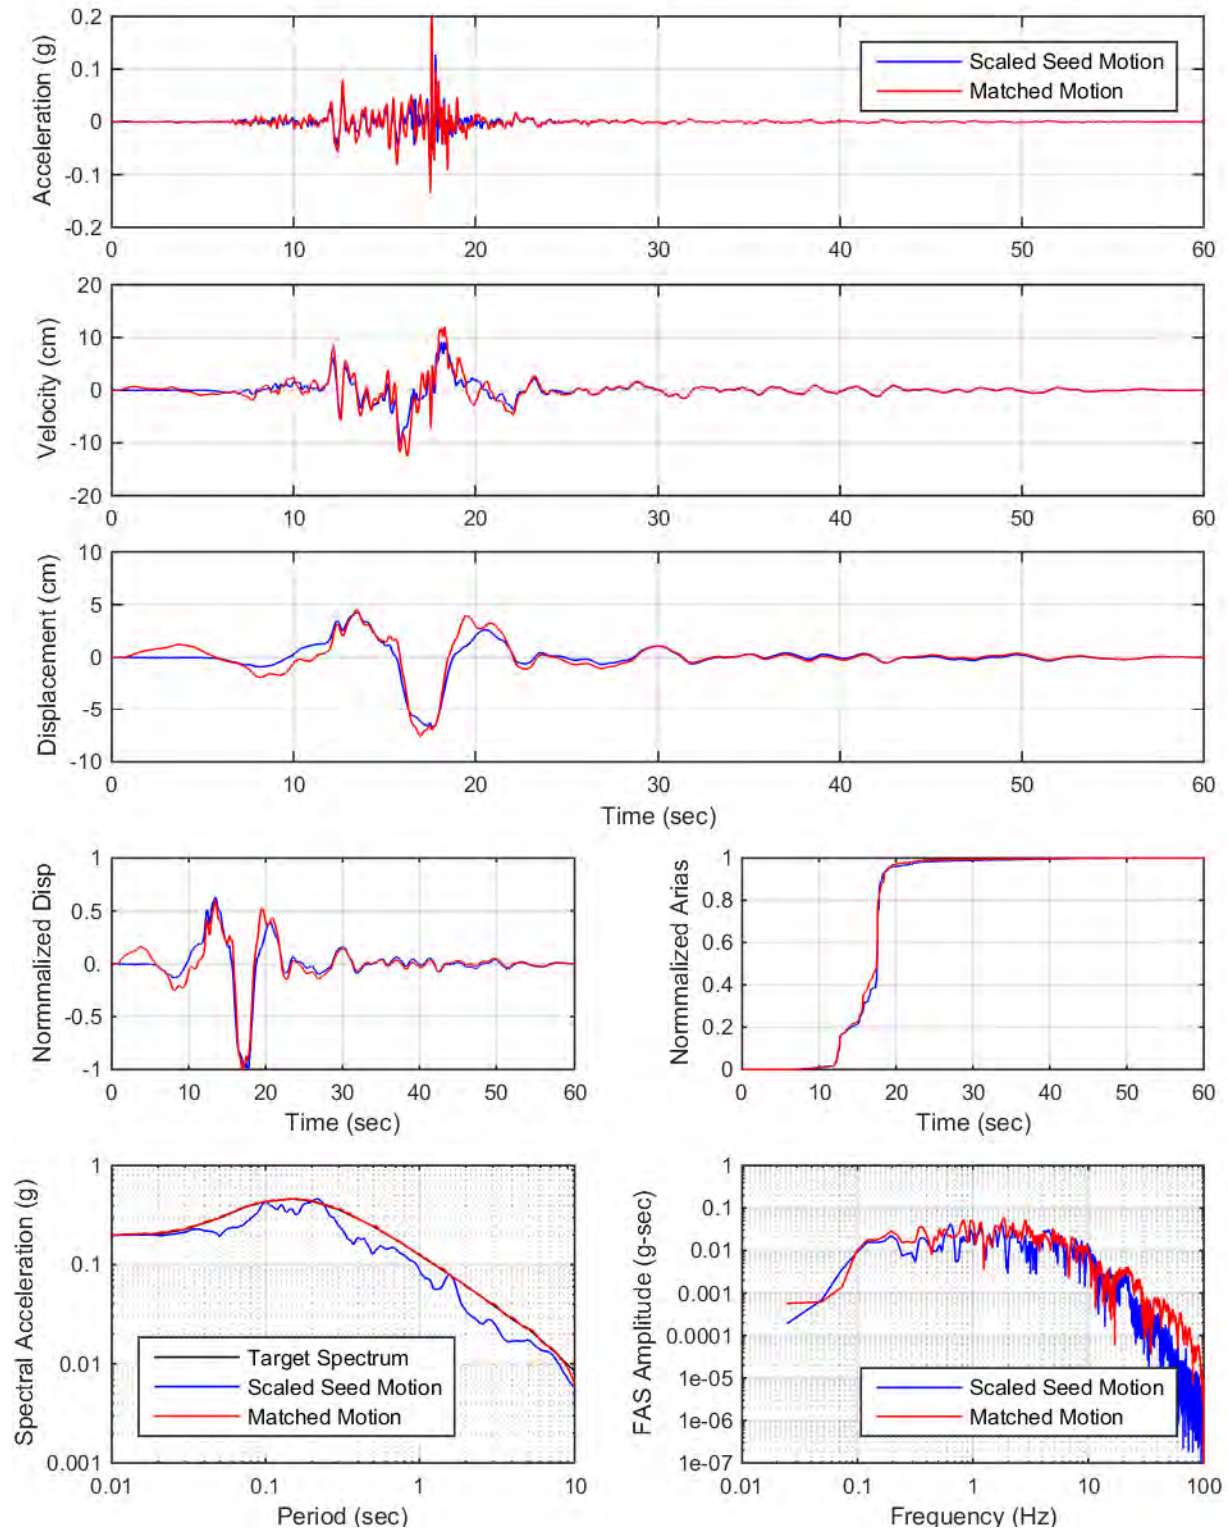 Acceleration (g)
0.2
0.1
0
-0.1
-0.2
Scaled Seed Motion
Matched Motion
0 10 20 30 40 50 60
Velocity (cm)
20
10
0
-10
-20
0 10 20 30 40 50 60
Displacement (cm)
10
5
0
-5
-10
0 10 20 30 40 50 60
Time (sec)
Normmalized Disp
1
0.5
0.
-0.5
-1
0 10 20 30 40 50 60
Time (sec)
Normmalized Arias
1
0.8
0.6
0.4
0.2
0
0 10 20 30 40 50 60
Time (sec)
Spectral Acceleration (g)
1
0.1
0.01
0.001
Target Spectrum
Scaled Seed Motion
Matched Motion
0.01 0.1 1 10
Period (sec)
FAS Amplitude (g-sec)
1
0.1
0.01
0.001
0.0001
1e-05
1e-06
1e-07
Scaled Seed Motion
Matched Motion
0.01 0.1 1 10 100
Frequency (Hz)